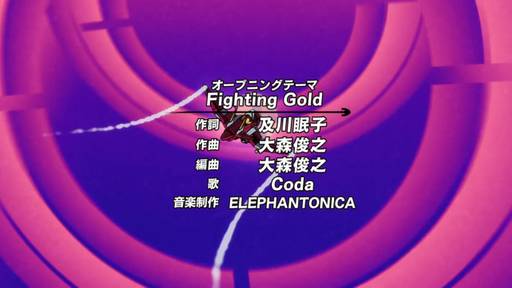 オープニングテーマ
Fighting Gold
作詞 及川眠子
作曲 大森俊之
編曲 大森俊之
歌 Coda
音楽制作 ELEPHANTONICA